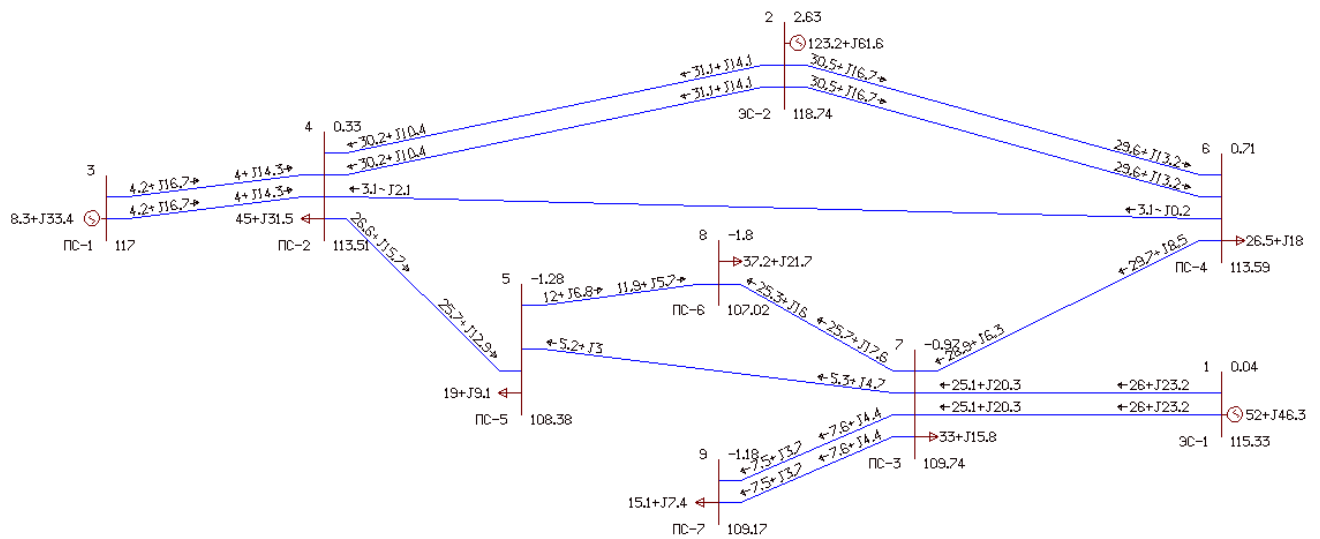 2 2.63
123.2+J61.6
←31.1+J14.1
30.5+J16.7→
←31.1+J14.1
30.5+J16.7→
ЭС-2 118.74
4 0.33
←30.2+J10.4
←30.2+J10.4
6 0.71
29.6+J13.2→
29.6+J13.2→
3
4.2+J16.7→ 4+J14.3→
4.2+J16.7→ 4+J14.3→
←3.1-J2.1
←3.1-J0.2
8.3+J33.4
45+J31.5
26.5+J18
ПС-1 117
ПС-2 113.51
ПС-4 113.59
26.6+J15.7→
25.7+J12.9→
8 -1.8
37.2+J21.7
←29.7+J8.5
←28.9+J6.3
5 -1.28
12+J6.8→ 11.9+J5.7→
ПС-6 107.02
←25.3+J16
←25.7+J17.6
7 -0.97
←5.2+J3
←5.3+J4.7
1 0.04
←25.1+J20.3 ←26+J23.2
←25.1+J20.3 ←26+J23.2
19+J9.1
52+J46.3
ПС-5 108.38
ЭС-1 115.33
←7.6+J4.4
←7.6+J4.4
33+J15.8
ПС-3 109.74
9 -1.18
←7.5+J3.7
←7.5+J3.7
15.1+J7.4
ПС-7 109.17